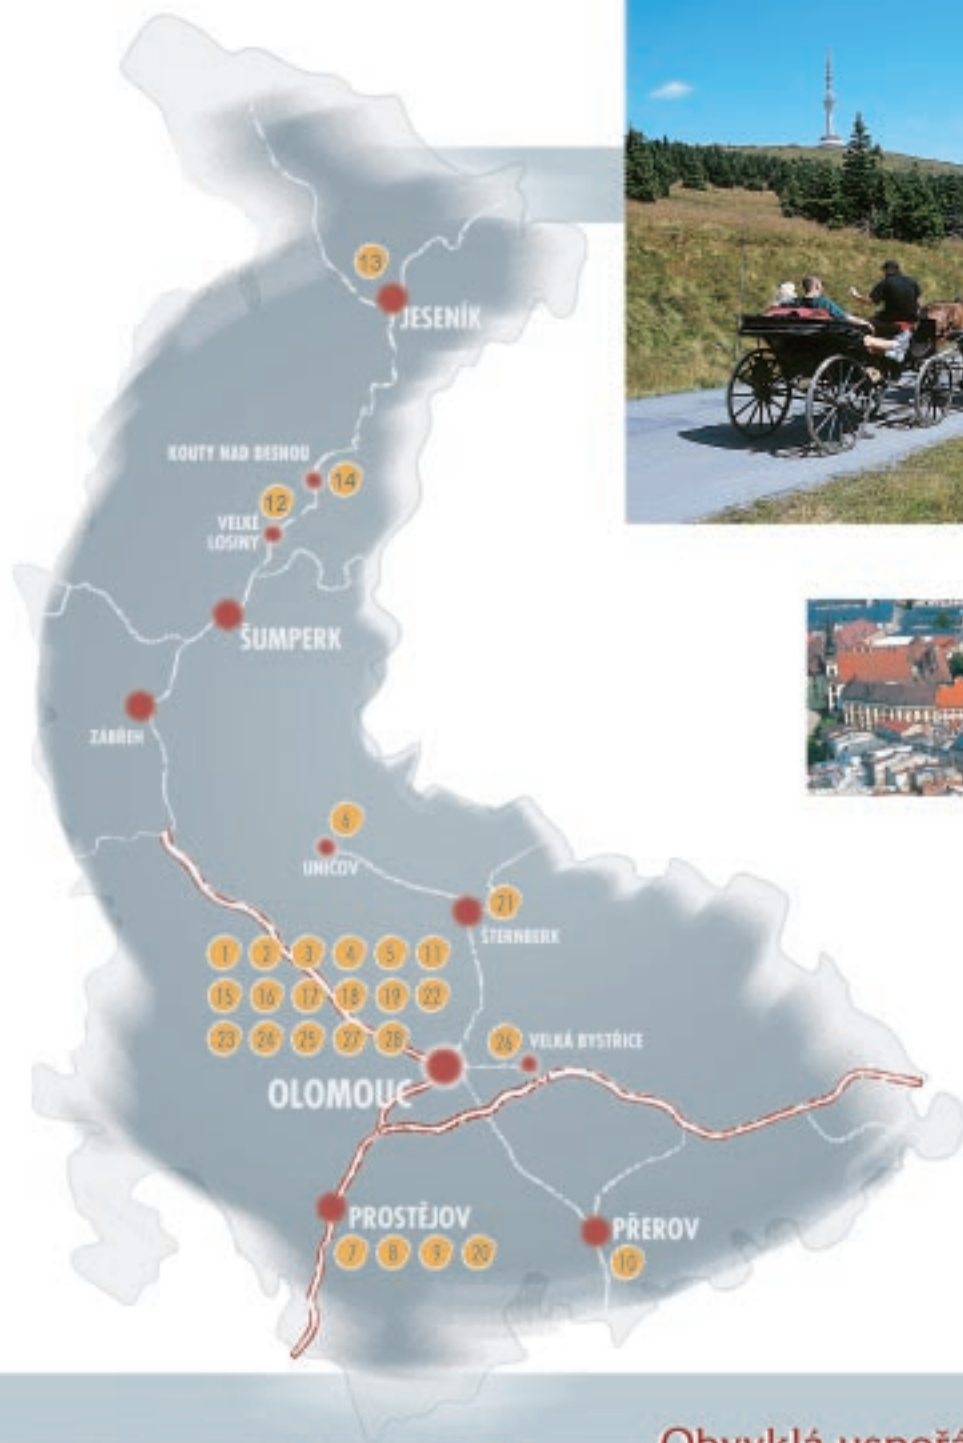 13
JESENÍK
KOUTY NAD DESNOU
14
12
VELKÉ
LOSINY
ŠUMPERK
ZÁBŘEH
6
UNIČOV
21
ŠTERNBERK
1 2 3 4 5 11
15 16 17 18 19 22
23 24 25 27 28
26 VELKÁ BYSTŘICE
OLOMOUC
PROSTĚJOV
7 8 9 20
PŘEROV
10
Obvyklá uspořá